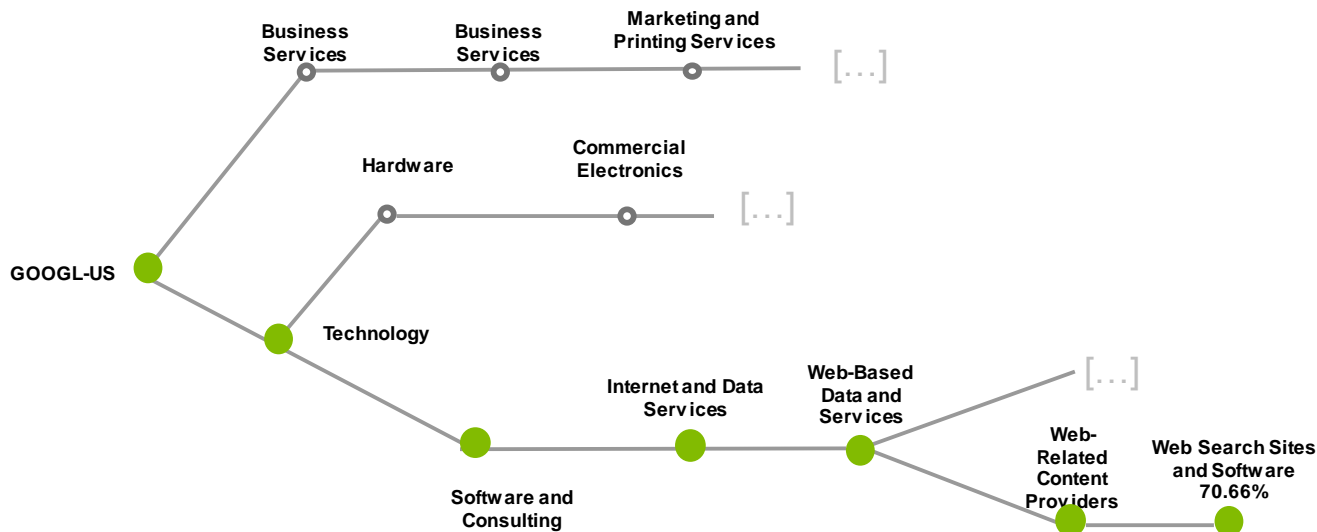 Business
Services
Business
Services
Marketing and
Printing Services
[...]
Hardware
Commercial
Electronics
[...]
GOOGL-US
Technology
Internet and Data
Services
Web-Based
Data and
Services
[...]
Software and
Consulting
Web-
Related
Content
Providers
Web Search Sites
and Software
70.66%